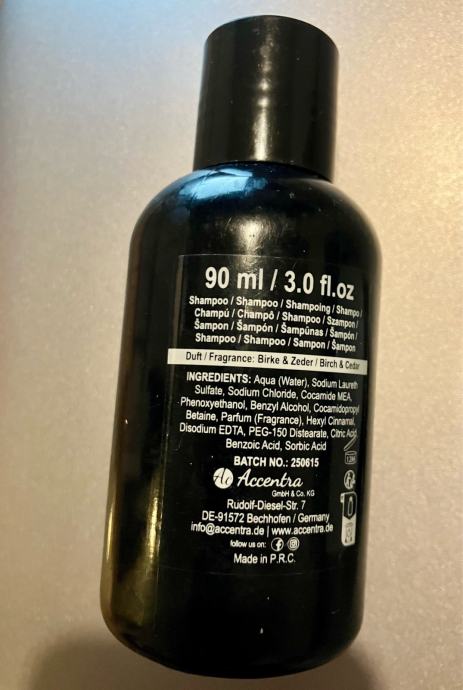 90 ml / 3.0 fl.oz
Shampoo / Shampoo / Shampoing / Shampo /
Champú / Champô / Shampoo / Szampon /
Šampon / Šampón / Šampūnas / Šampón /
Shampoo / Shampoo / Sampon / Šampon
Duft / Fragrance: Birke & Zeder / Birch & Cedar
INGREDIENTS: Aqua (Water), Sodium Laureth
Sulfate, Sodium Chloride, Cocamide MEA,
Phenoxyethanol, Benzyl Alcohol, Cocamidopropyl
Betaine, Parfum (Fragrance), Hexyl Cinnamal,
Disodium EDTA, PEG-150 Distearate, Citric Acid,
Benzoic Acid, Sorbic Acid
BATCH NO.: 250615
Ac Accentra
GmbH & Co. KG
Rudolf-Diesel-Str. 7
DE-91572 Bechhofen / Germany
info@accentra.de | www.accentra.de
follow us on:
Made in P.R.C.